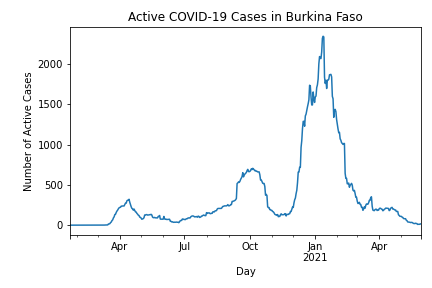 Active COVID-19 Cases in Burkina Faso
Number of Active Cases
2000
1500
1000
500
0
Apr
Jul
Oct
Jan
2021
Apr
Day